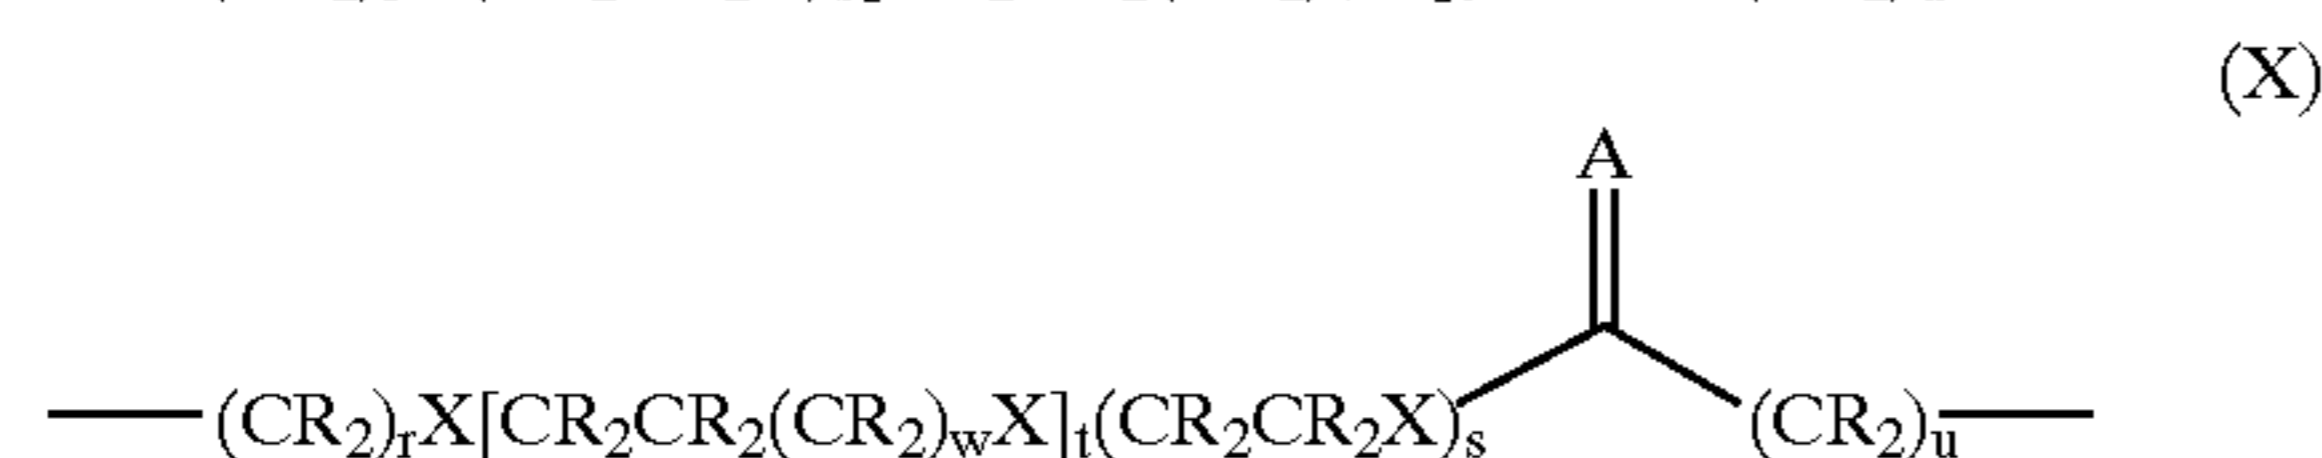 (X)
A
(CR₂)ᵣX[CR₂CR₂(CR₂)wX]t(CR₂CR₂X)s (CR₂)u